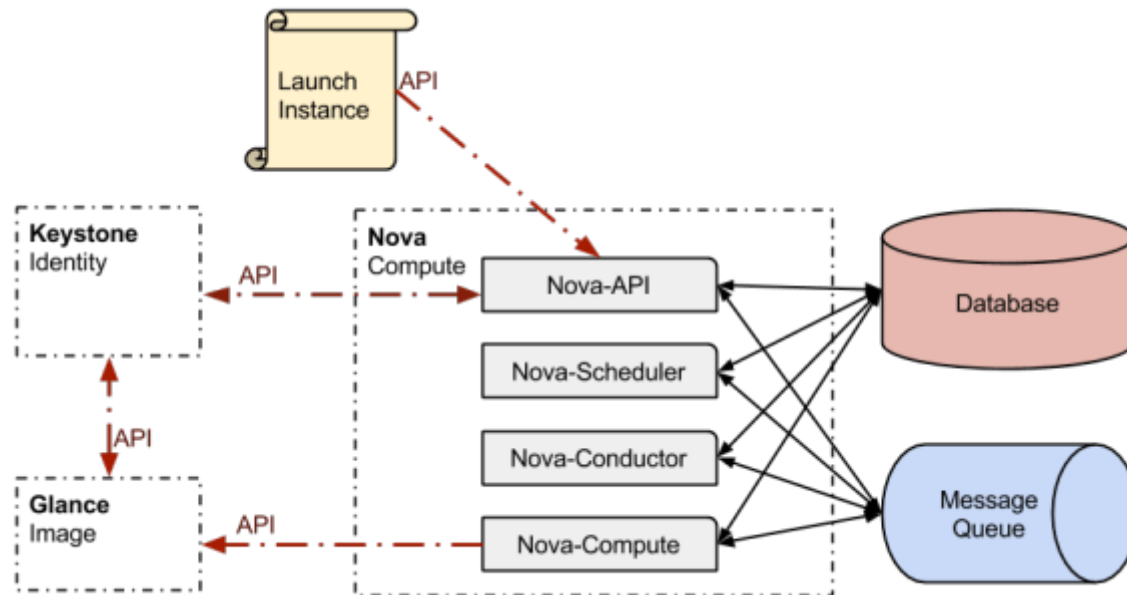 Launch
Instance
API
Keystone
Identity
API
Nova
Compute
Nova-API
Database
Nova-Scheduler
API
Nova-Conductor
Glance
Image
API
Nova-Compute
Message
Queue